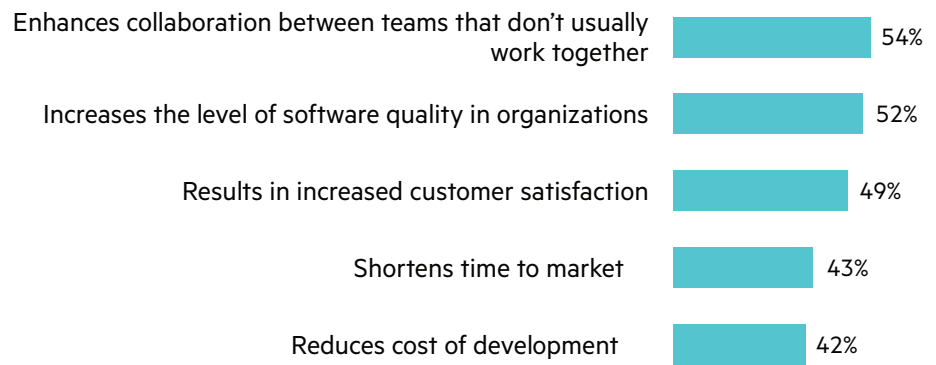 Enhances collaboration between teams that don’t usually
work together
54%
Increases the level of software quality in organizations
52%
Results in increased customer satisfaction
49%
Shortens time to market
43%
Reduces cost of development
42%